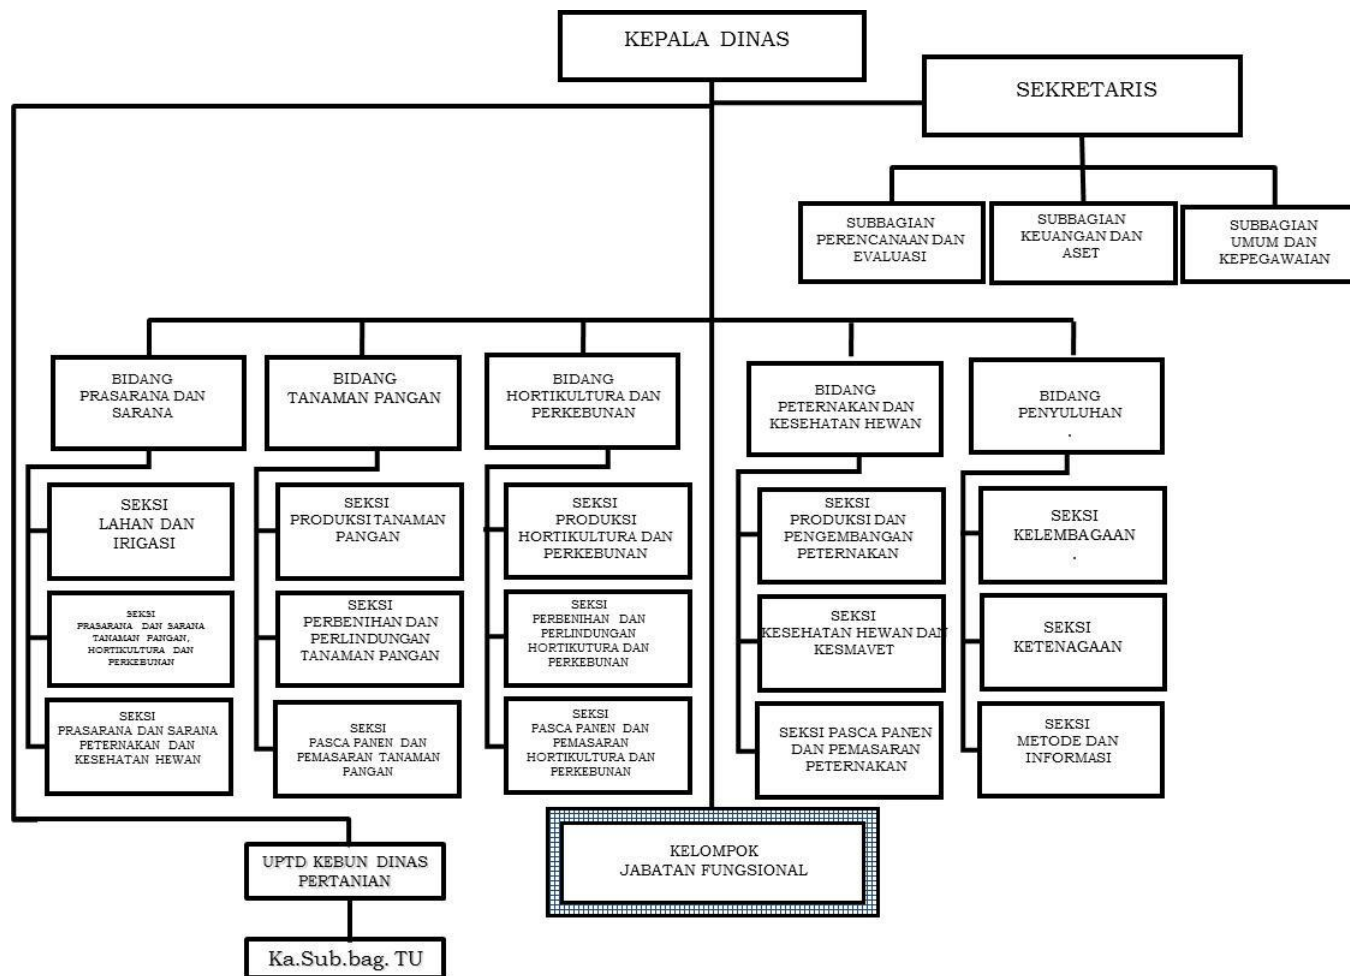 KEPALA DINAS
SEKRETARIS
SUBBAGIAN
PERENCANAAN DAN
EVALUASI
SUBBAGIAN
KEUANGAN DAN
ASET
SUBBAGIAN
UMUM DAN
KEPEGAWAIAN
BIDANG
PRASARANA DAN
SARANA
BIDANG
TANAMAN PANGAN
BIDANG
HORTIKULTURA DAN
PERKEBUNAN
BIDANG
PETERNAKAN DAN
KESEHATAN HEWAN
BIDANG
PENYULUHAN
.
SEKSI
LAHAN DAN
IRIGASI
SEKSI
PRODUKSI TANAMAN
PANGAN
SEKSI
PRODUKSI
HORTIKULTURA DAN
PERKEBUNAN
SEKSI
PRODUKSI DAN
PENGEMBANGAN
PETERNAKAN
SEKSI
KELEMBAGAAN
.
SEKSI
PRASARANA DAN SARANA
TANAMAN PANGAN,
HORTIKULTURA DAN
PERKEBUNAN
SEKSI
PERBENIHAN DAN
PERLINDUNGAN
TANAMAN PANGAN
SEKSI
PERBENIHAN DAN
PERLINDUNGAN
HORTIKUTURA DAN
PERKEBUNAN
SEKSI
KESEHATAN HEWAN DAN
KESMAVET
SEKSI
KETENAGAAN
SEKSI
PRASARANA DAN SARANA
PETERNAKAN DAN
KESEHATAN HEWAN
SEKSI
PASCA PANEN DAN
PEMASARAN TANAMAN
PANGAN
SEKSI
PASCA PANEN DAN
PEMASARAN
HORTIKULTURA DAN
PERKEBUNAN
SEKSI PASCA PANEN
DAN PEMASARAN
PETERNAKAN
SEKSI
METODE DAN
INFORMASI
UPTD KEBUN DINAS
PERTANIAN
KELOMPOK
JABATAN FUNGSIONAL
Ka.Sub.bag. TU